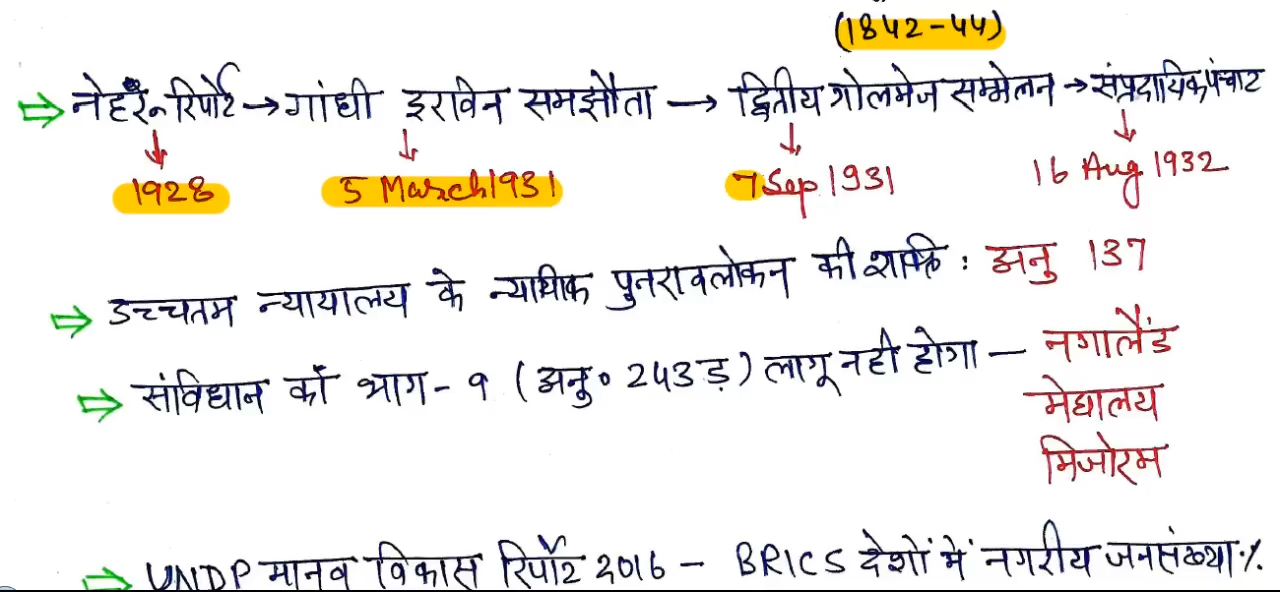 (1842-44)
⇒ नेहरू रिपोर्ट → गांधी इरविन समझौता → द्वितीय गोलमेज सम्मेलन → संप्रदायिक पंचाट
1928 5 March 1931 7 Sep 1931 16 Aug 1932
⇒ उच्चतम न्यायालय के न्यायिक पुनरावलोकन की शक्ति : अनु 137
⇒ संविधान का भाग - ९ (अनु० 243ड़) लागू नही होगा — नगालैंड
मेघालय
मिजोरम
⇒ UNDP मानव विकास रिर्पोट 2016 - BRICS देशों में नगरीय जनसंख्या %